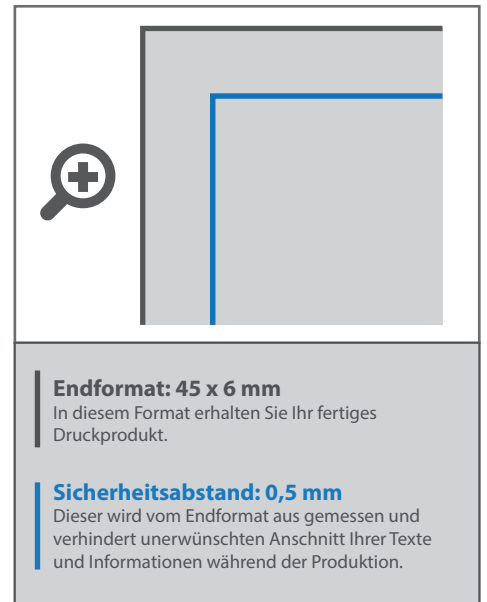 Endformat: 45 x 6 mm
In diesem Format erhalten Sie Ihr fertiges
Druckprodukt.
Sicherheitsabstand: 0,5 mm
Dieser wird vom Endformat aus gemessen und
verhindert unerwünschten Anschnitt Ihrer Texte
und Informationen während der Produktion.